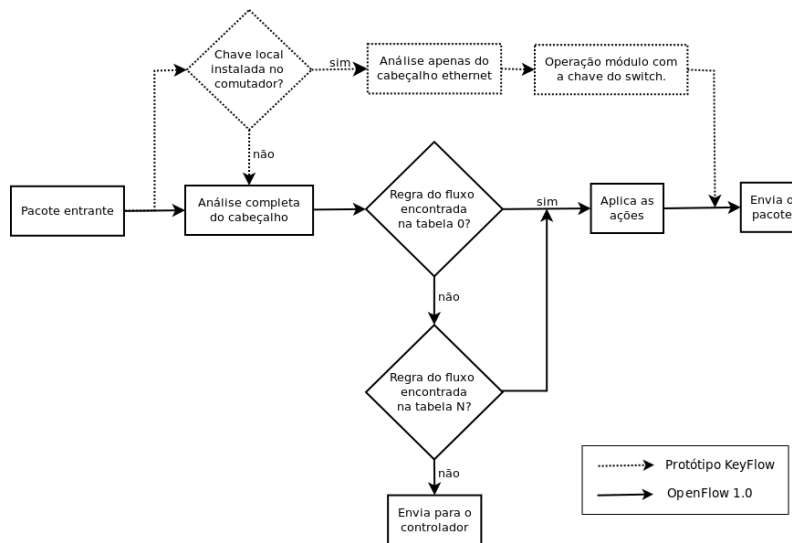 Chave local
instalada no
comutador?
sim
Análise apenas do
cabeçalho ethernet
Operação módulo com
a chave do switch.
não
Pacote entrante
Análise completa
do cabeçalho
Regra do fluxo
encontrada
na tabela 0?
sim
Aplica as
ações
Envia o
pacote
não
Regra do fluxo
encontrada
na tabela N?
não
Envia para o
controlador
Protótipo KeyFlow
OpenFlow 1.0